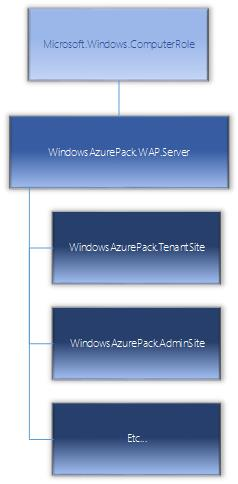 Microsoft.Windows.ComputerRole
WindowsAzurePack.WAP.Server
WindowsAzurePack.TenantSite
WindowsAzurePack.AdminSite
Etc...